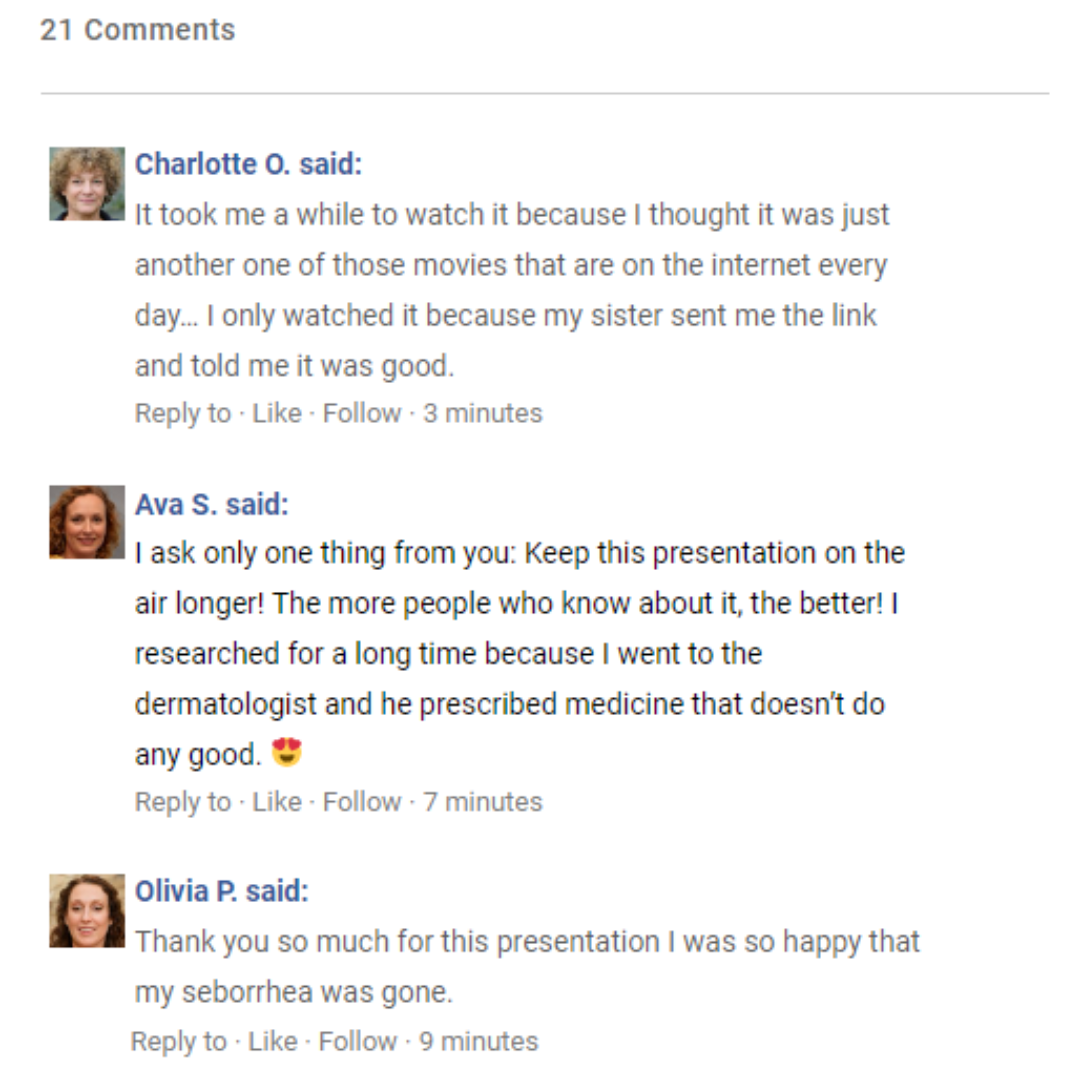 21 Comments
Charlotte O. said:
It took me a while to watch it because I thought it was just
another one of those movies that are on the internet every
day... I only watched it because my sister sent me the link
and told me it was good.
Reply to · Like · Follow · 3 minutes
Ava S. said:
I ask only one thing from you: Keep this presentation on the
air longer! The more people who know about it, the better! I
researched for a long time because I went to the
dermatologist and he prescribed medicine that doesn’t do
any good. 😍
Reply to · Like · Follow · 7 minutes
Olivia P. said:
Thank you so much for this presentation I was so happy that
my seborrhea was gone.
Reply to · Like · Follow · 9 minutes